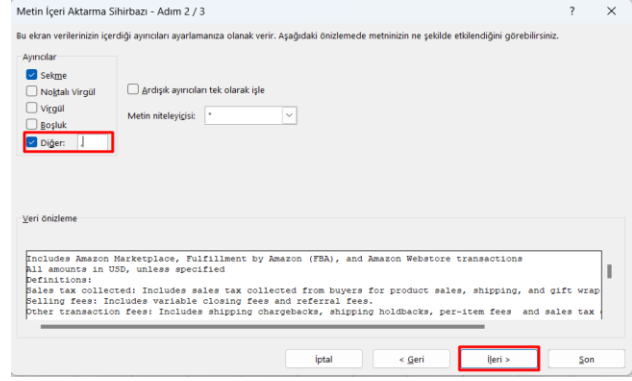 Metin İçeri Aktarma Sihirbazı - Adım 2 / 3 ? ×
Bu ekran verilerinizin içerdiği ayırıcıları ayarlamanıza olanak verir. Aşağıdaki önizlemede metninizin ne şekilde etkilendiğini görebilirsiniz.
Ayırıcılar
Sekme
Noktalı Virgül
Virgül
Boşluk
Diğer:
Ardışık ayırıcıları tek olarak işle
Metin niteleyicisi: "
Veri önizleme
Includes Amazon Marketplace, Fulfillment by Amazon (FBA), and Amazon Webstore transactions
All amounts in USD, unless specified
Definitions:
Sales tax collected: Includes sales tax collected from buyers for product sales, shipping, and gift wrap
Selling fees: Includes variable closing fees and referral fees.
Other transaction fees: Includes shipping chargebacks, shipping holdbacks, per-item fees and sales tax
İptal < Geri İleri > Son